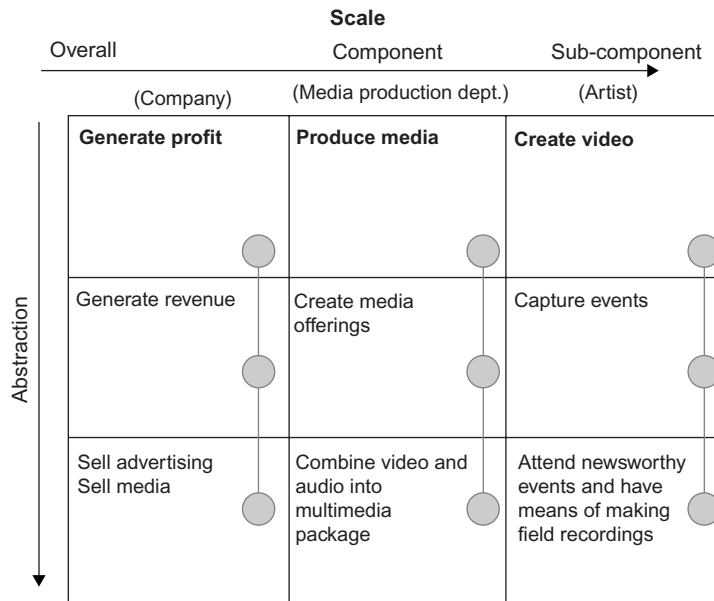 Scale
Overall
Component
Sub-component
(Company)
(Media production dept.)
(Artist)
Abstraction
Generate profit
Produce media
Create video
Generate revenue
Create media
offerings
Capture events
Sell advertising
Sell media
Combine video and
audio into
multimedia
package
Attend newsworthy
events and have
means of making
field recordings